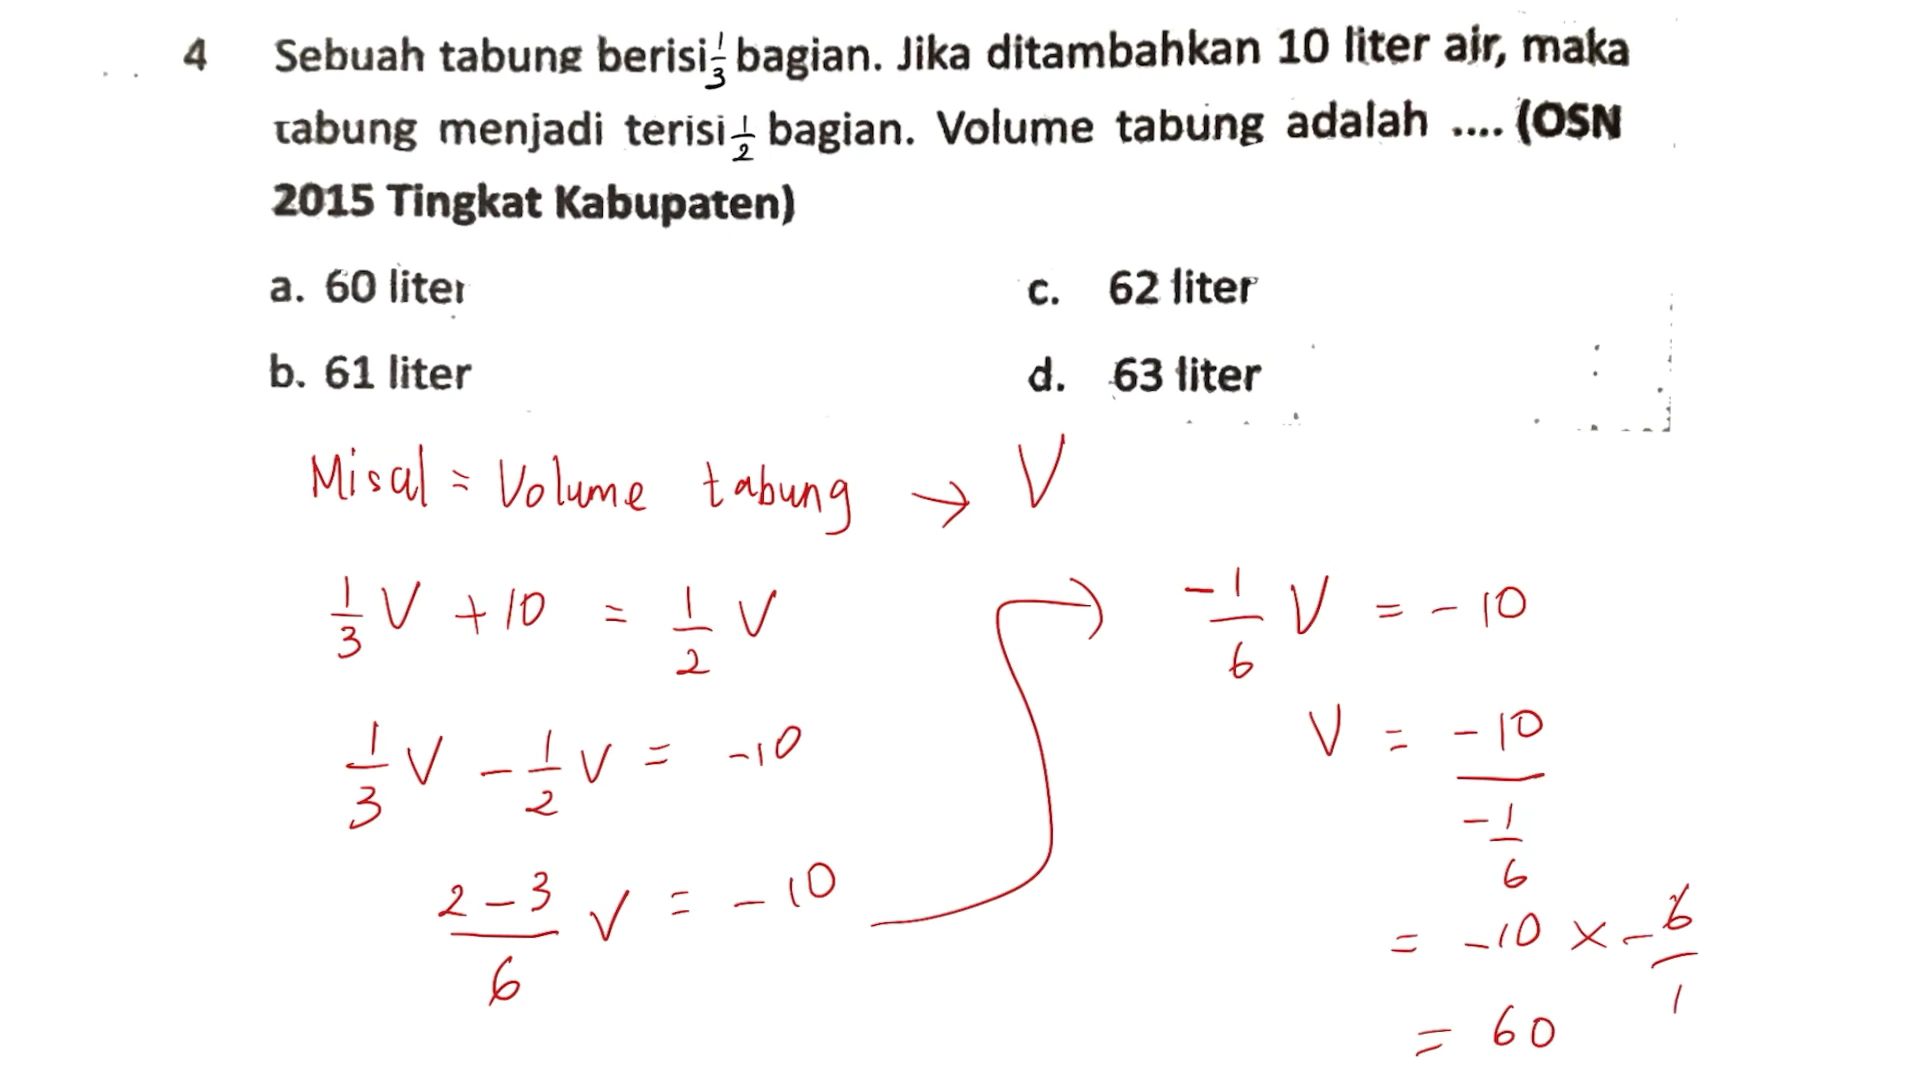 4 Sebuah tabung berisi 1/3 bagian. Jika ditambahkan 10 liter air, maka
tabung menjadi terisi 1/2 bagian. Volume tabung adalah .... (OSN
2015 Tingkat Kabupaten)
a. 60 liter
c. 62 liter
b. 61 liter
d. 63 liter
Misal = Volume tabung → V
1/3 V + 10 = 1/2 V
1/3 V - 1/2 V = -10
2-3/6 V = -10
-1/6 V = -10
V = -10/-1/6
= -10 × -6/1
= 60